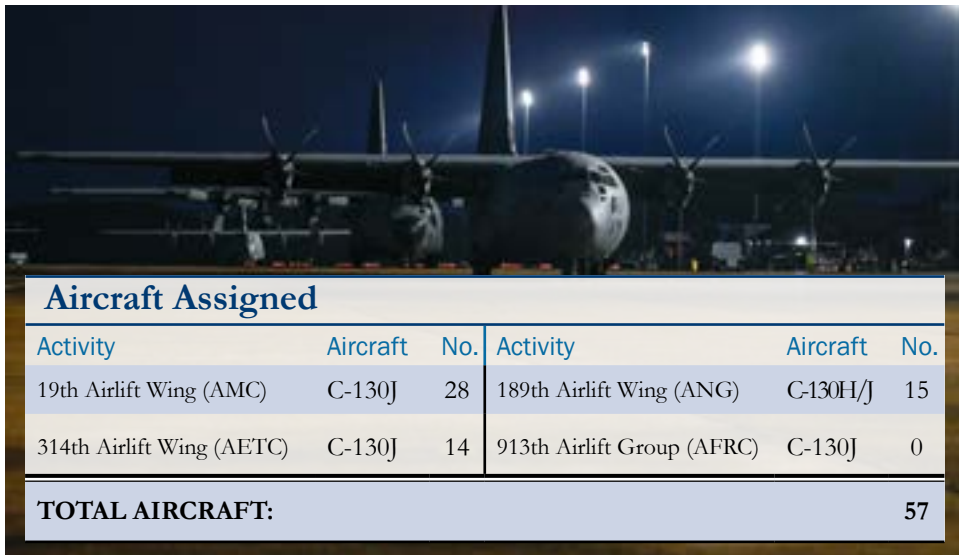 Aircraft Assigned
Activity Aircraft No. Activity Aircraft No.
19th Airlift Wing (AMC) C-130J 28 189th Airlift Wing (ANG) C-130H/J 15
314th Airlift Wing (AETC) C-130J 14 913th Airlift Group (AFRC) C-130J 0
TOTAL AIRCRAFT: 57